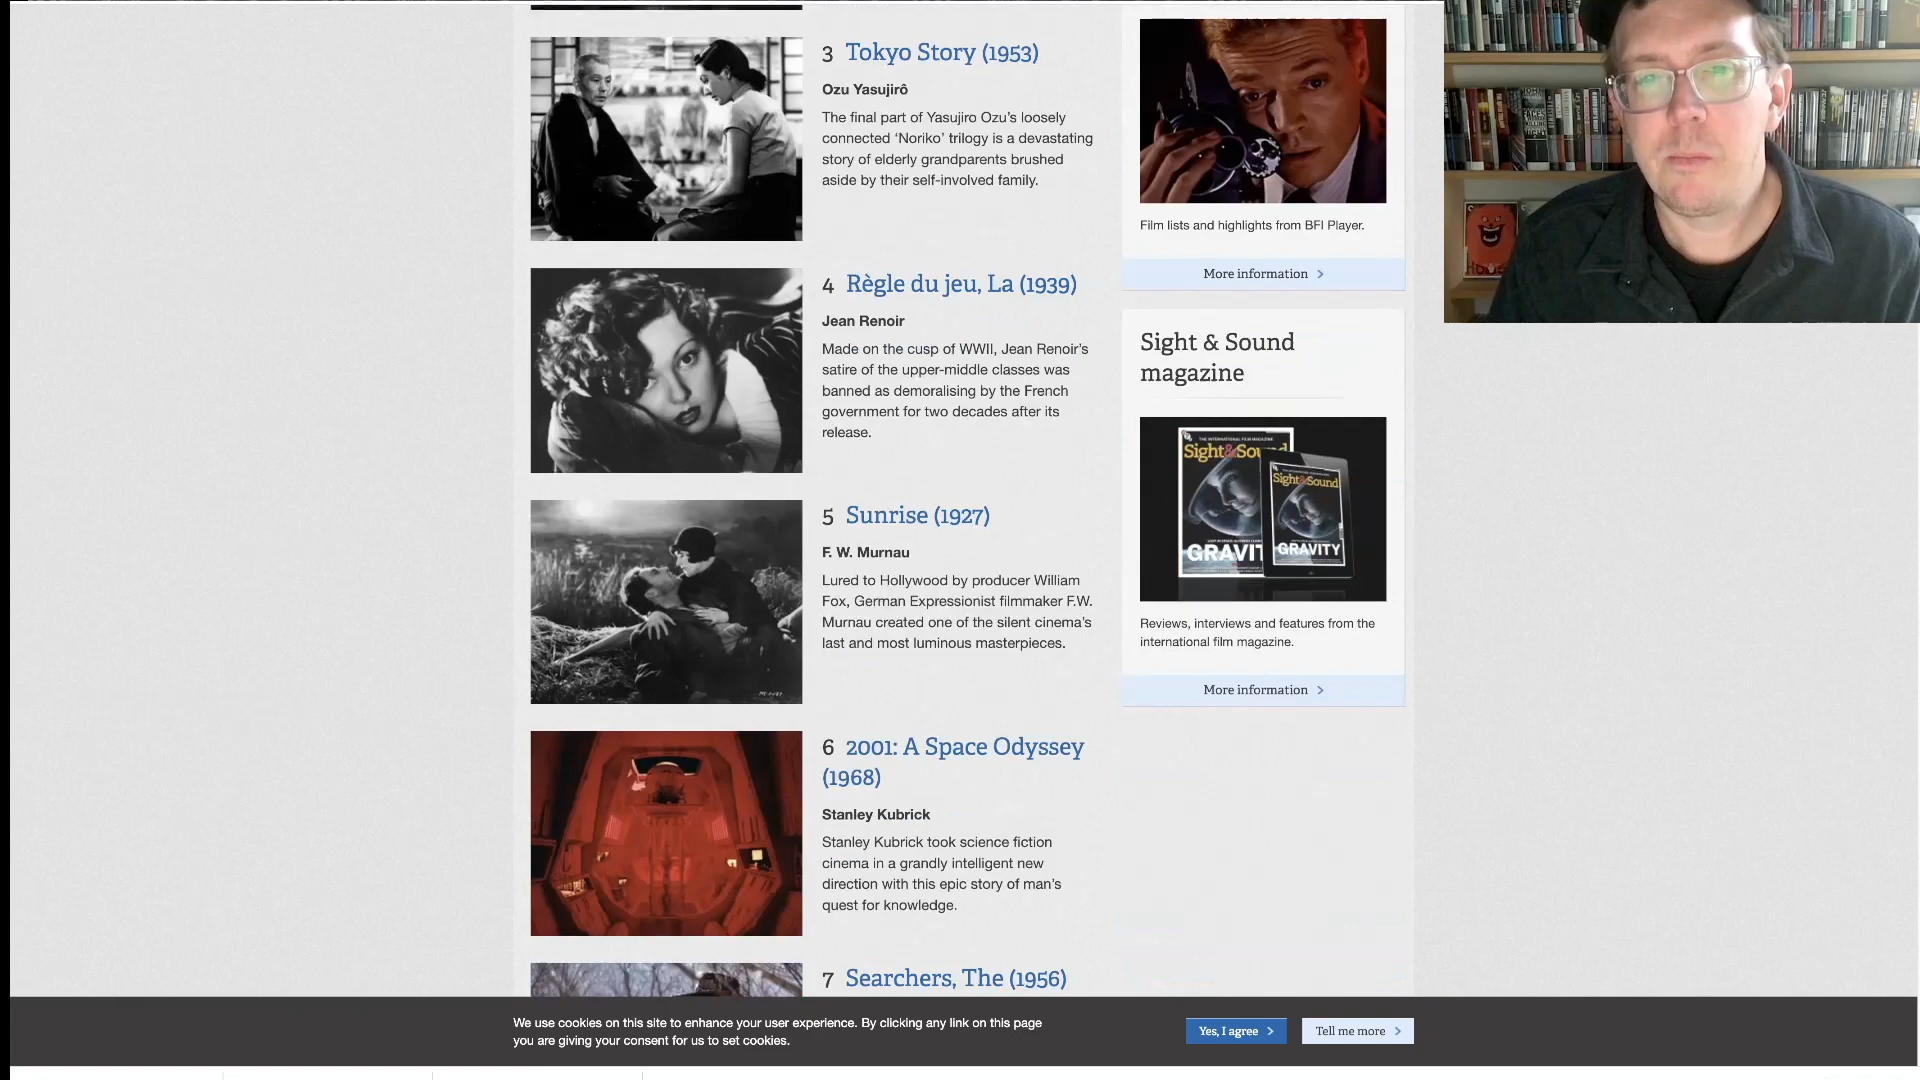 3 Tokyo Story (1953)
Ozu Yasujirô
The final part of Yasujiro Ozu’s loosely
connected ‘Noriko’ trilogy is a devastating
story of elderly grandparents brushed
aside by their self-involved family.
4 Règle du jeu, La (1939)
Jean Renoir
Made on the cusp of WWII, Jean Renoir’s
satire of the upper-middle classes was
banned as demoralising by the French
government for two decades after its
release.
5 Sunrise (1927)
F. W. Murnau
Lured to Hollywood by producer William
Fox, German Expressionist filmmaker F.W.
Murnau created one of the silent cinema’s
last and most luminous masterpieces.
6 2001: A Space Odyssey
(1968)
Stanley Kubrick
Stanley Kubrick took science fiction
cinema in a grandly intelligent new
direction with this epic story of man’s
quest for knowledge.
7 Searchers, The (1956)
Film lists and highlights from BFI Player.
More information
Sight & Sound
magazine
THE INTERNATIONAL FILM MAGAZINE
Sight&Sou
GRAVIT
Sight&Sound
GRAVITY
Reviews, interviews and features from the
international film magazine.
More information
We use cookies on this site to enhance your user experience. By clicking any link on this page
you are giving your consent for us to set cookies.
Yes, I agree
Tell me more